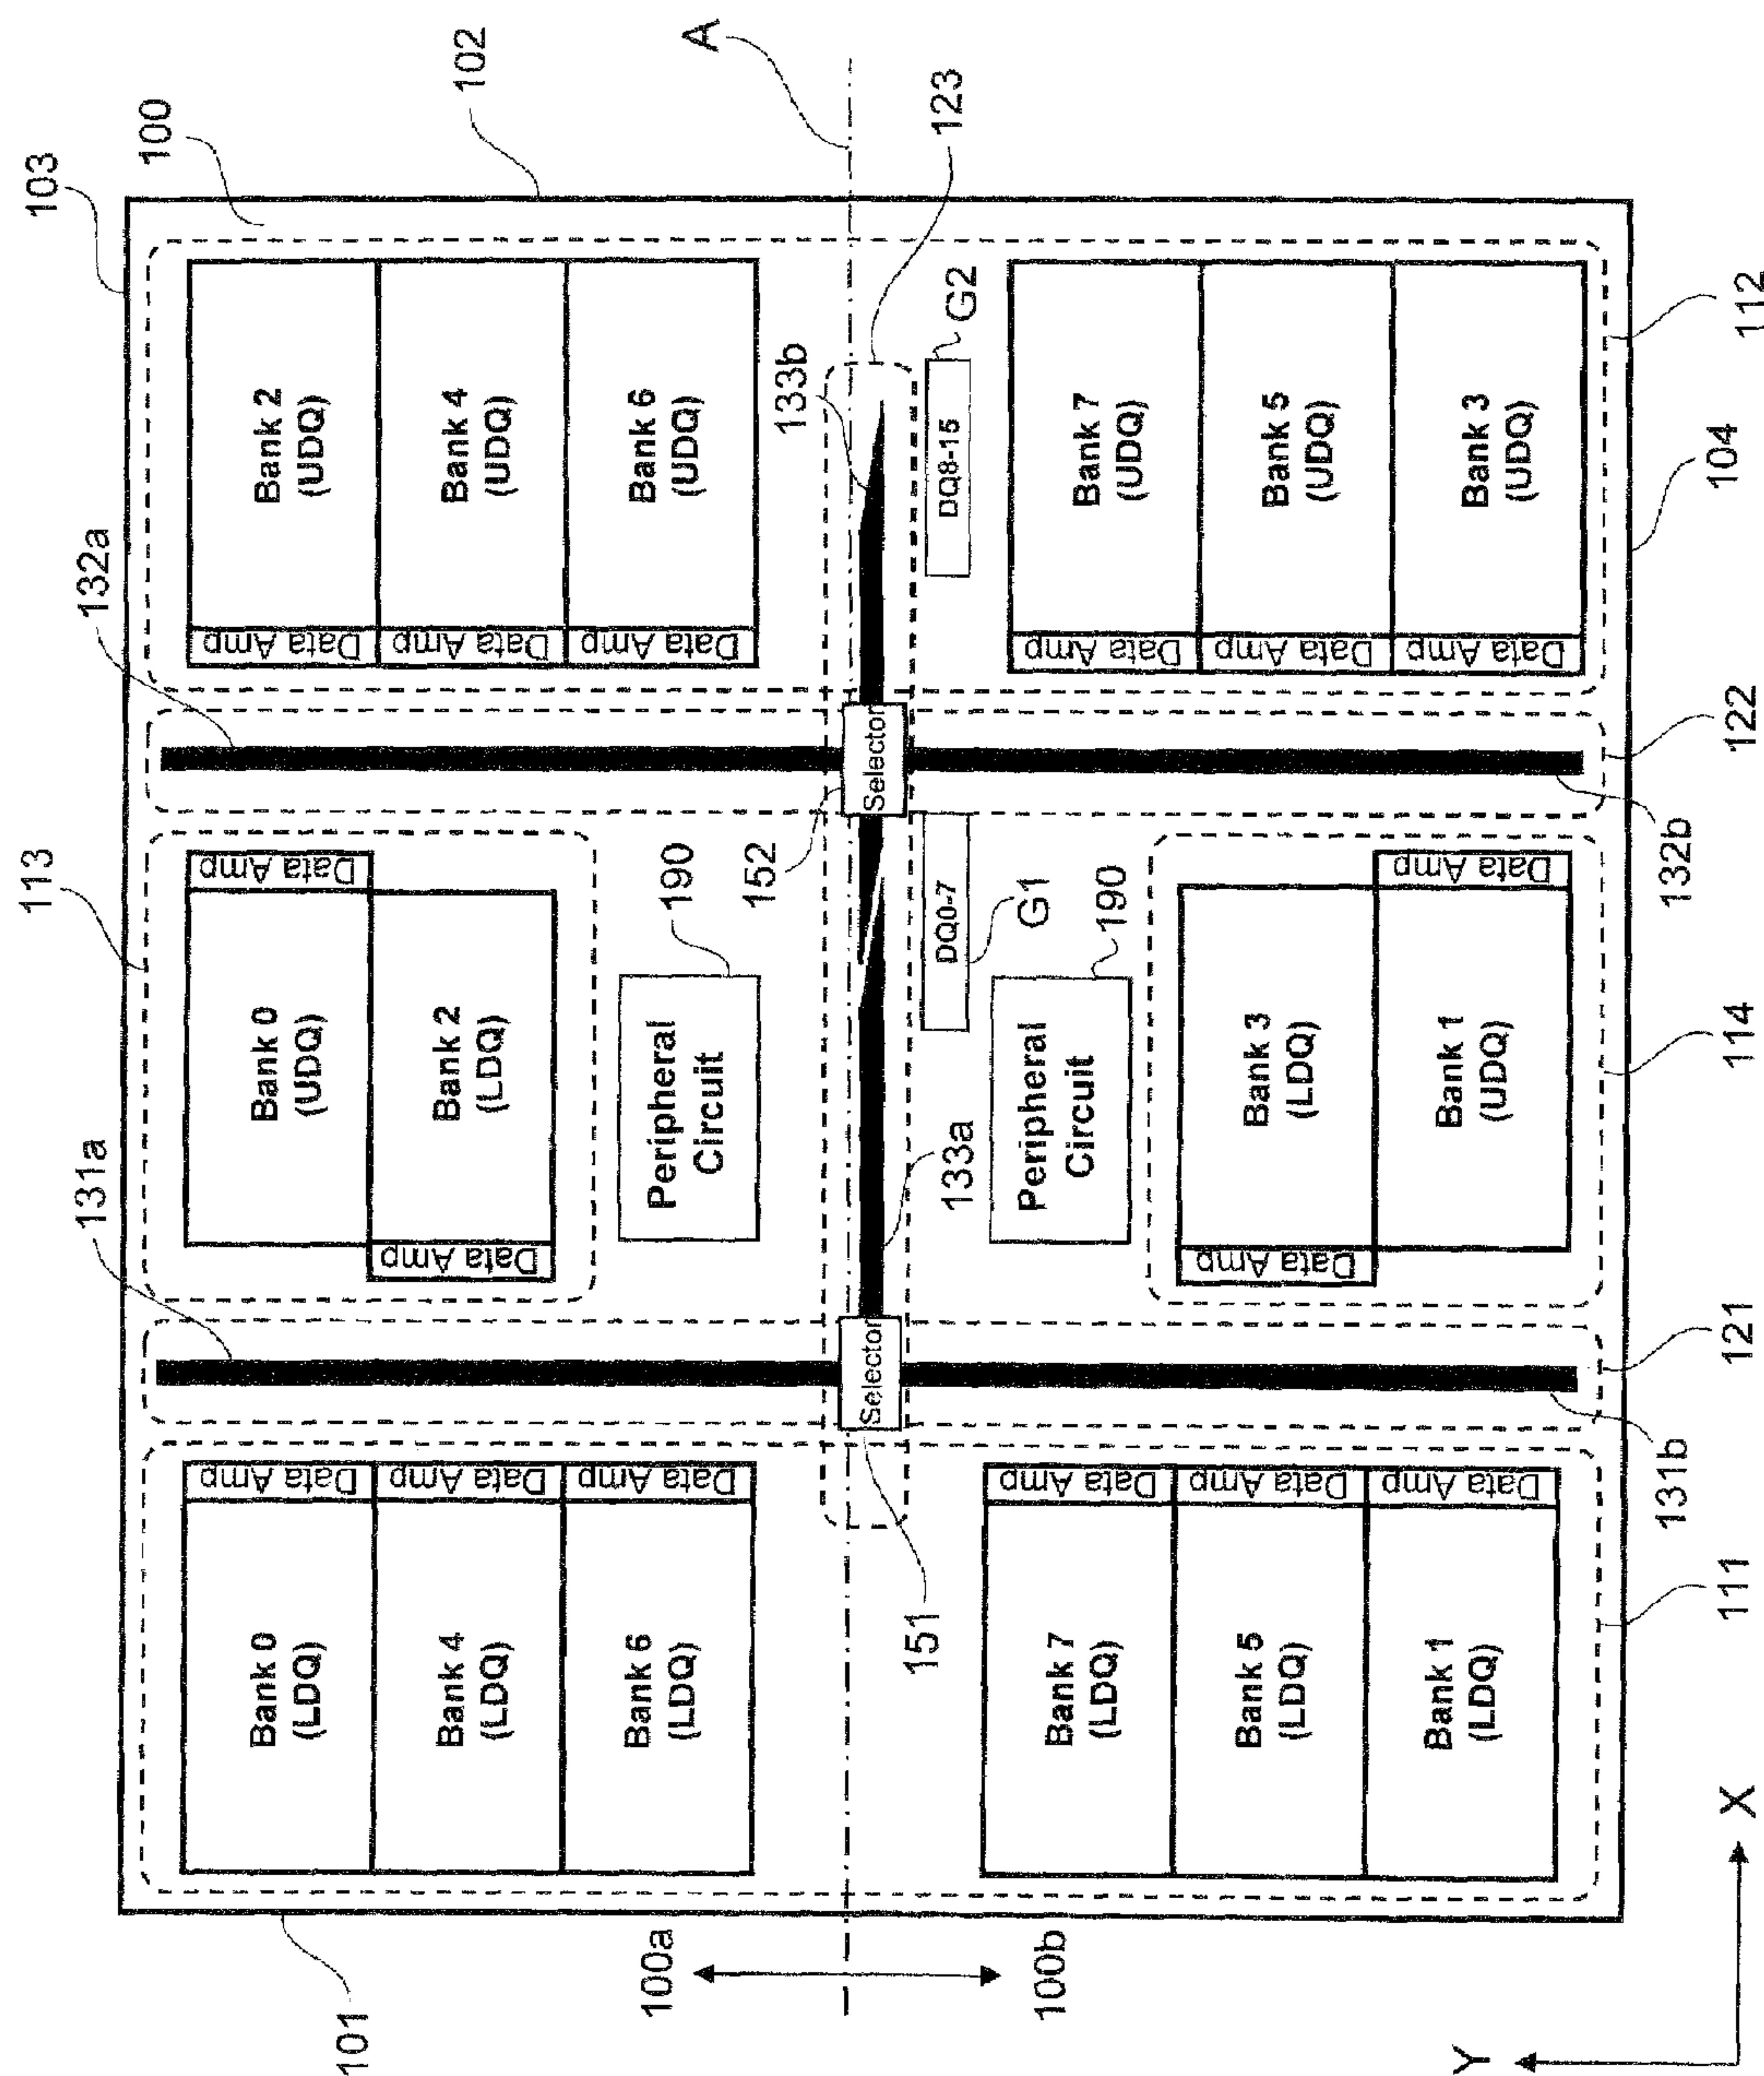 103
100
102
A
123
132a
133b
G2
112
Bank 2
(UDQ)
Bank 4
(UDQ)
Bank 6
(UDQ)
DQ8-15
Bank 7
(UDQ)
Bank 5
(UDQ)
Bank 3
(UDQ)
104
Data Amp
Data Amp
Data Amp
Data Amp
Data Amp
Data Amp
Selector
122
132b
113
Data Amp
152
190
DQ0-7
G1
190
Data Amp
Bank 0
(UDQ)
Bank 2
(LDQ)
Peripheral
Circuit
Peripheral
Circuit
Bank 3
(LDQ)
Bank 1
(UDQ)
114
133a
Data Amp
Data Amp
131a
Selector
121
131b
Data Amp
Data Amp
Data Amp
Data Amp
Data Amp
Data Amp
151
111
Bank 0
(LDQ)
Bank 4
(LDQ)
Bank 6
(LDQ)
Bank 7
(LDQ)
Bank 5
(LDQ)
Bank 1
(LDQ)
101
100a
100b
Y
X